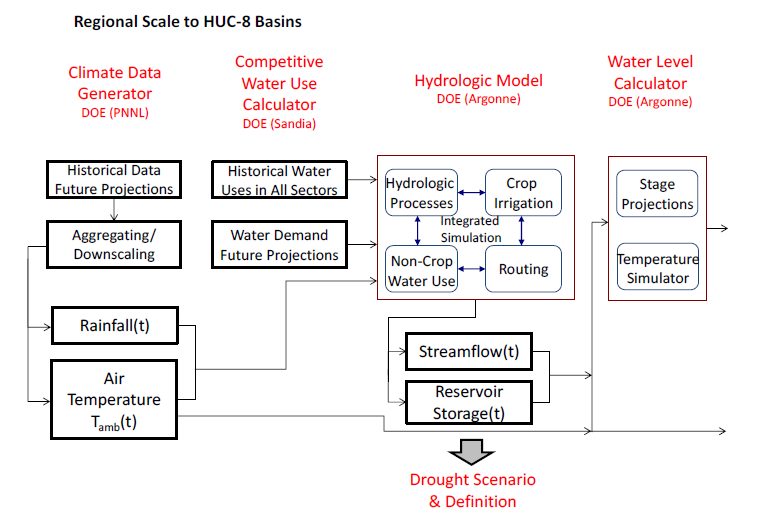 Regional Scale to HUC-8 Basins
Climate Data
Generator
DOE (PNNL)
Competitive
Water Use
Calculator
DOE (Sandia)
Hydrologic Model
DOE (Argonne)
Water Level
Calculator
DOE (Argonne)
Historical Data
Future Projections
Aggregating/
Downscaling
Rainfall(t)
Air
Temperature
Tamb(t)
Historical Water
Uses in All Sectors
Water Demand
Future Projections
Hydrologic
Processes
Crop
Irrigation
Integrated
Simulation
Non-Crop
Water Use
Routing
Streamflow(t)
Reservoir
Storage(t)
Stage
Projections
Temperature
Simulator
Drought Scenario
& Definition